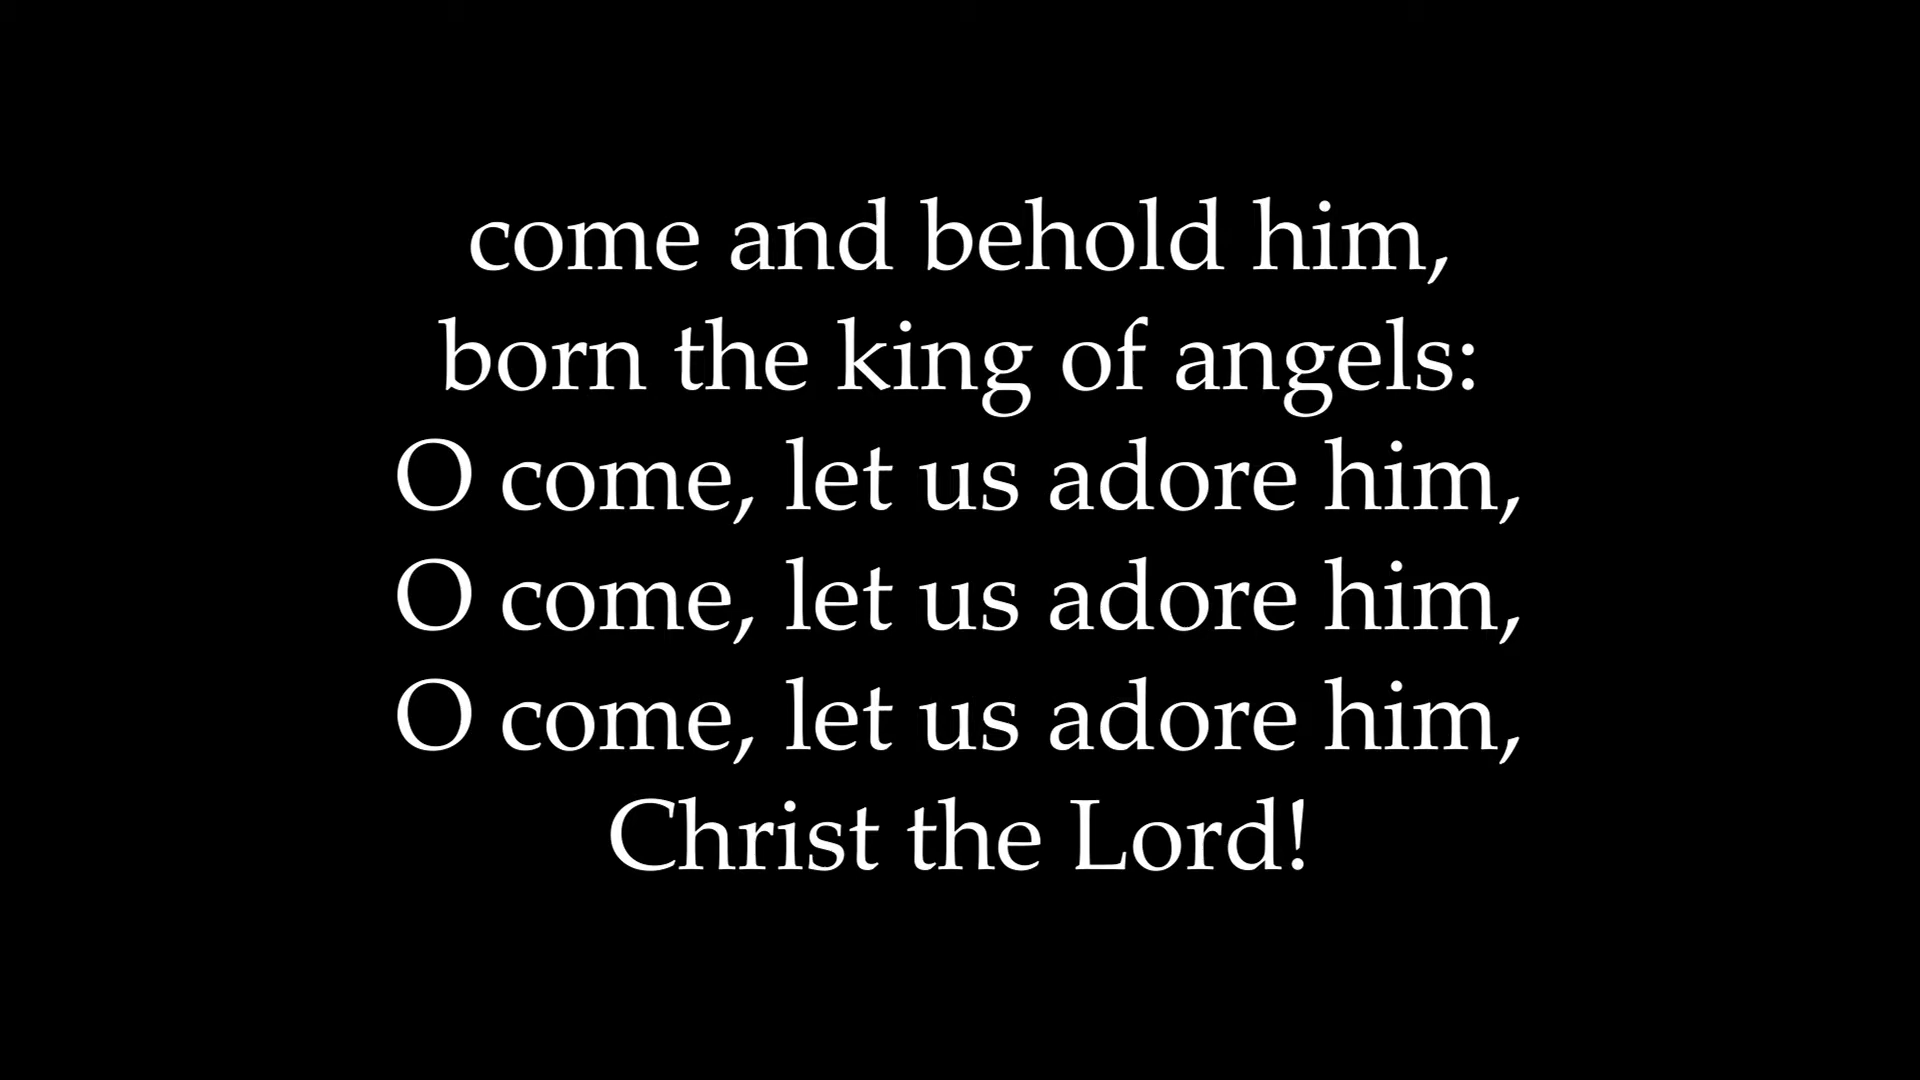 come and behold him,
born the king of angels:
O come, let us adore him,
O come, let us adore him,
O come, let us adore him,
Christ the Lord!